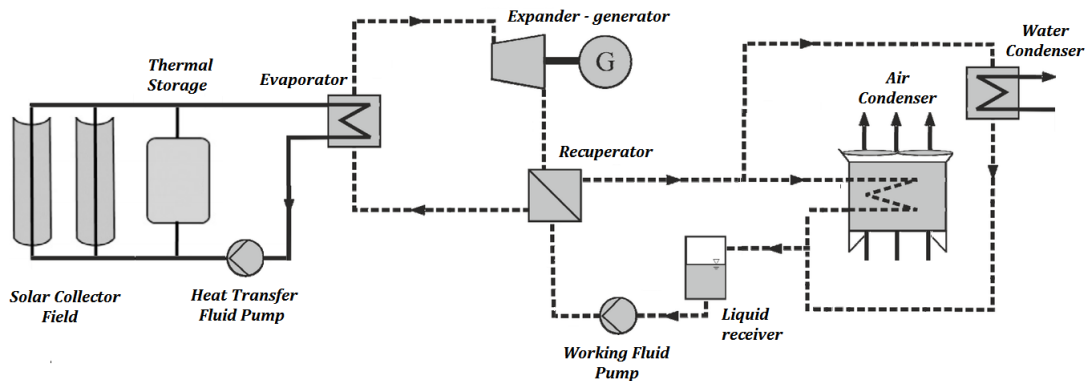 Expander - generator
G
Water
Condenser
Thermal
Storage
Evaporator
Air
Condenser
Recuperator
Solar Collector
Field
Heat Transfer
Fluid Pump
Liquid
receiver
Working Fluid
Pump